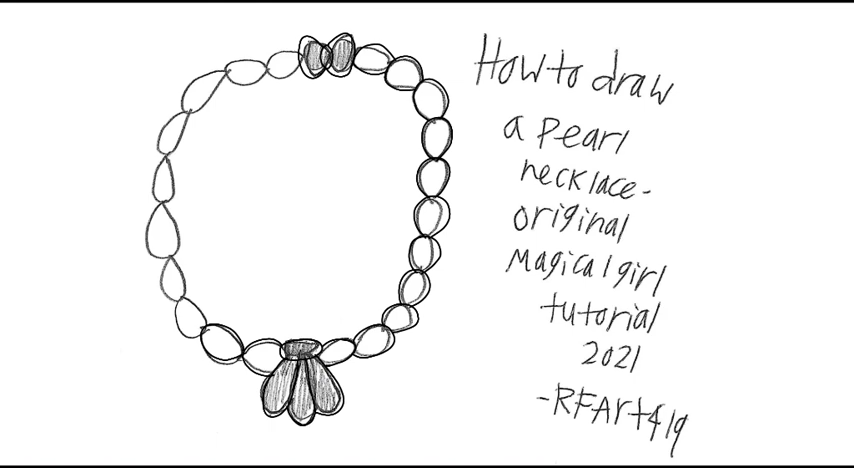 How to draw
a pearl
necklace-
original
Magical girl
tutorial
2021
-RFArt419